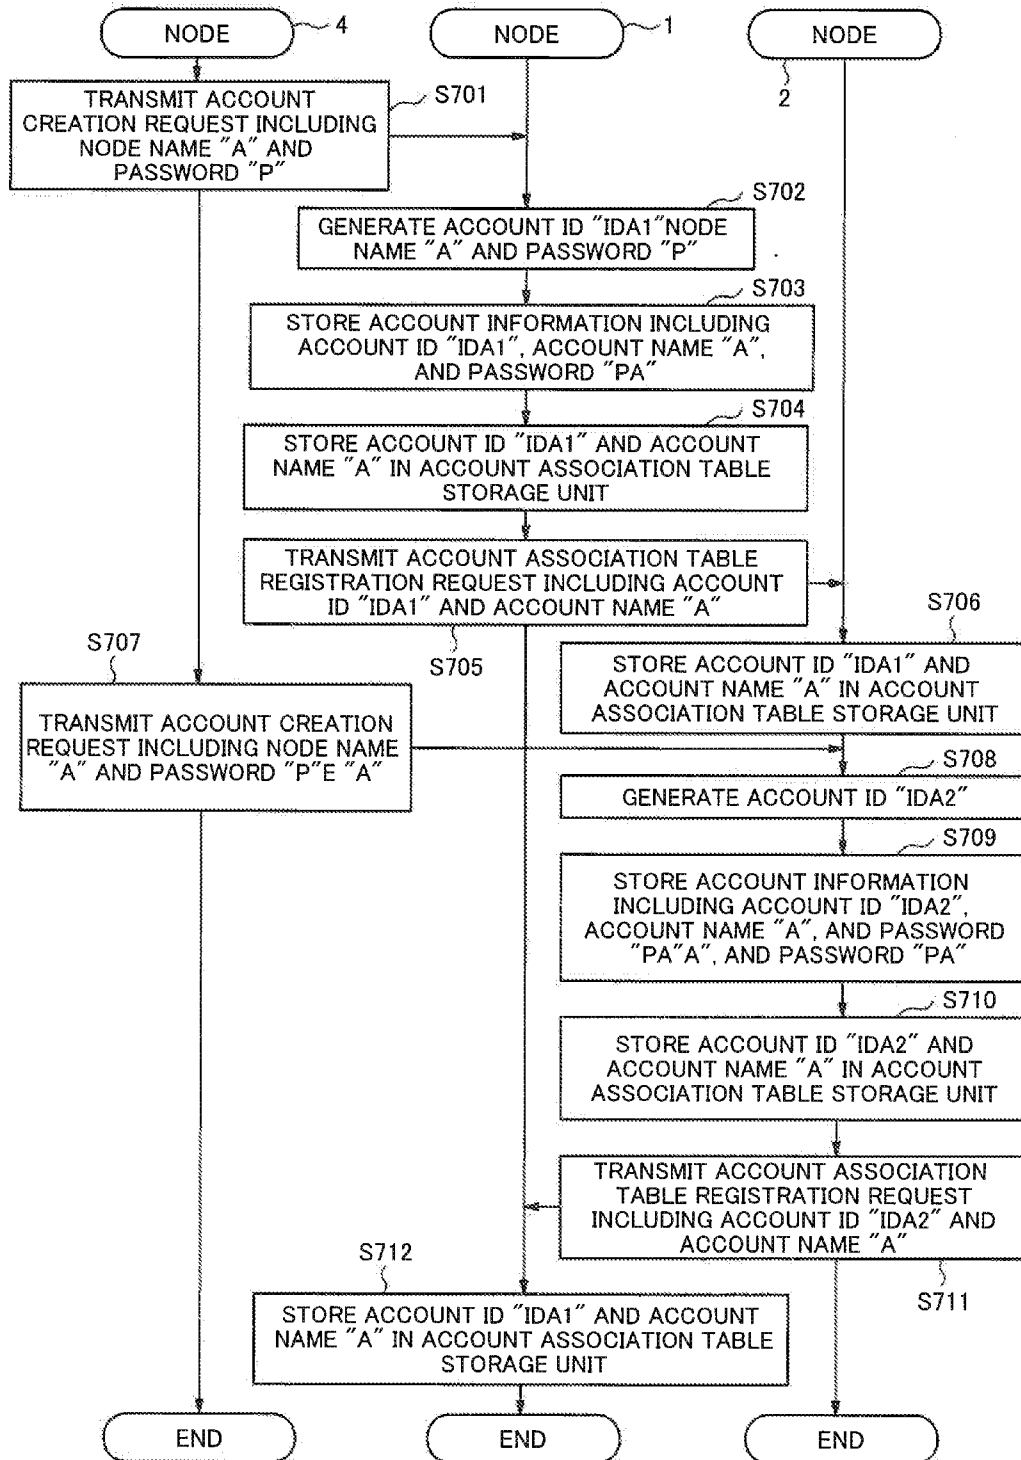 NODE
4
NODE
1
NODE
2
S701
TRANSMIT ACCOUNT
CREATION REQUEST INCLUDING
NODE NAME "A" AND
PASSWORD "P"
S702
GENERATE ACCOUNT ID "IDA1"NODE
NAME "A" AND PASSWORD "P"
S703
STORE ACCOUNT INFORMATION INCLUDING
ACCOUNT ID "IDA1", ACCOUNT NAME "A",
AND PASSWORD "PA"
S704
STORE ACCOUNT ID "IDA1" AND ACCOUNT
NAME "A" IN ACCOUNT ASSOCIATION TABLE
STORAGE UNIT
TRANSMIT ACCOUNT ASSOCIATION TABLE
REGISTRATION REQUEST INCLUDING ACCOUNT
ID "IDA1" AND ACCOUNT NAME "A"
S705
S706
STORE ACCOUNT ID "IDA1" AND
ACCOUNT NAME "A" IN ACCOUNT
ASSOCIATION TABLE STORAGE UNIT
S707
TRANSMIT ACCOUNT CREATION
REQUEST INCLUDING NODE NAME
"A" AND PASSWORD "P"E "A"
S708
GENERATE ACCOUNT ID "IDA2"
S709
STORE ACCOUNT INFORMATION
INCLUDING ACCOUNT ID "IDA2",
ACCOUNT NAME "A", AND PASSWORD
"PA"A", AND PASSWORD "PA"
S710
STORE ACCOUNT ID "IDA2" AND
ACCOUNT NAME "A" IN ACCOUNT
ASSOCIATION TABLE STORAGE UNIT
TRANSMIT ACCOUNT ASSOCIATION
TABLE REGISTRATION REQUEST
INCLUDING ACCOUNT ID "IDA2" AND
ACCOUNT NAME "A"
S711
S712
STORE ACCOUNT ID "IDA1" AND ACCOUNT
NAME "A" IN ACCOUNT ASSOCIATION TABLE
STORAGE UNIT
END
END
END